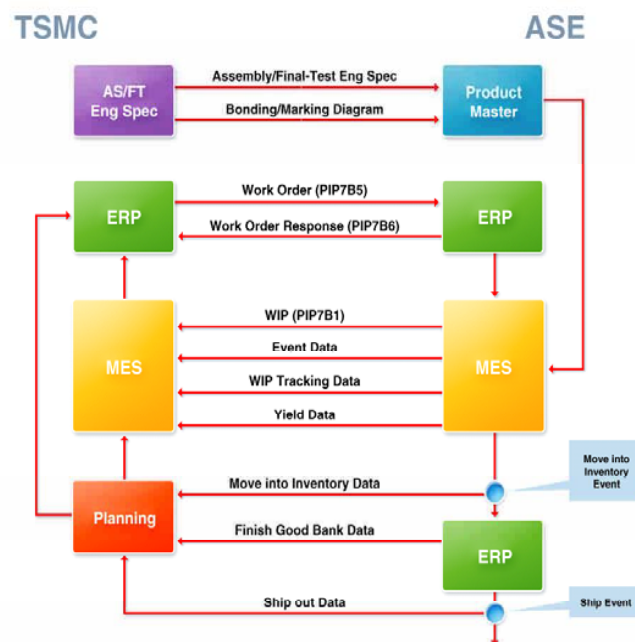 TSMC
ASE
AS/FT
Eng Spec
Assembly/Final-Test Eng Spec
Bonding/Marking Diagram
Product
Master
ERP
Work Order (PIP7B5)
Work Order Response (PIP7B6)
ERP
MES
WIP (PIP7B1)
Event Data
WIP Tracking Data
Yield Data
MES
Move into
Inventory
Event
Planning
Move into Inventory Data
Finish Good Bank Data
ERP
Ship out Data
Ship Event